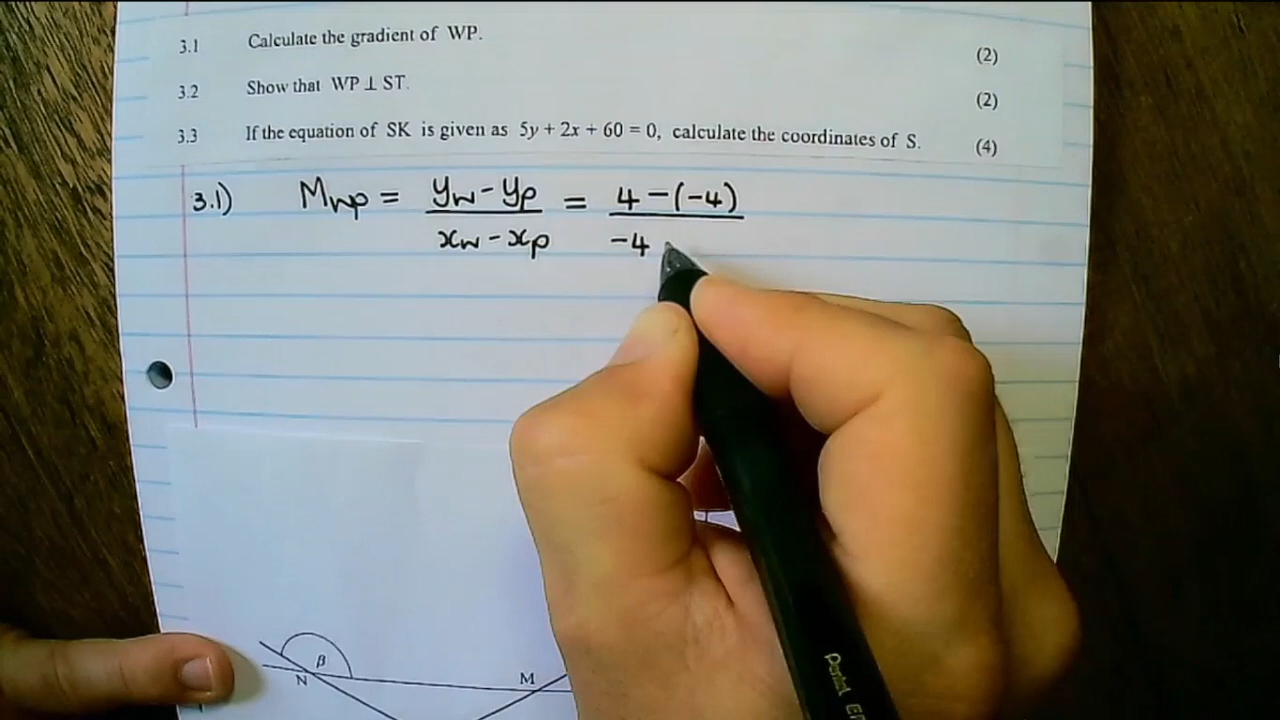 3.1 Calculate the gradient of WP. (2)
3.2 Show that WP ⊥ ST. (2)
3.3 If the equation of SK is given as 5y + 2x + 60 = 0, calculate the coordinates of S. (4)
3.1) Mwp = yw - yp / xw - xp = 4 - (-4) / -4
β
N M
Pentel